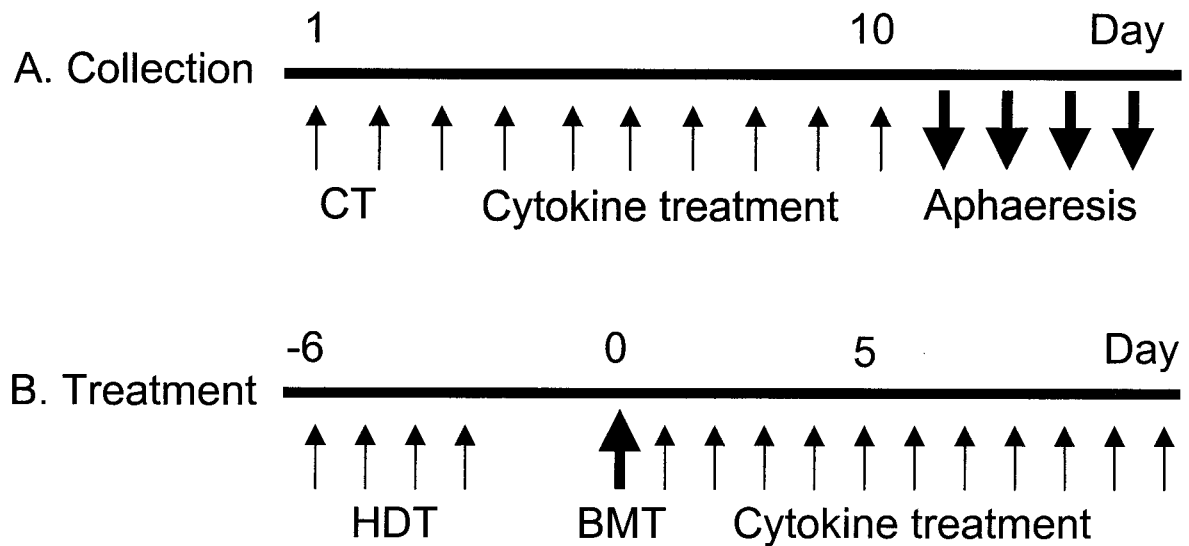 1 10 Day
A. Collection
CT Cytokine treatment Aphaeresis
-6 0 5 Day
B. Treatment
HDT BMT Cytokine treatment